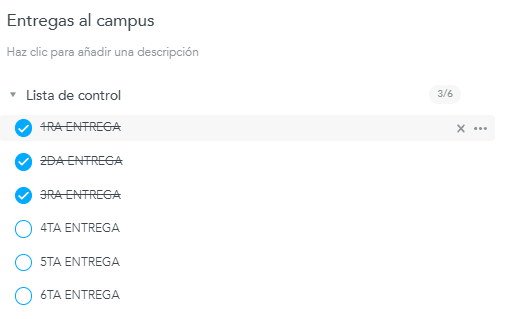 Entregas al campus
Haz clic para añadir una descripción
Lista de control 3/6
1RA ENTREGA
2DA ENTREGA
3RA ENTREGA
4TA ENTREGA
5TA ENTREGA
6TA ENTREGA